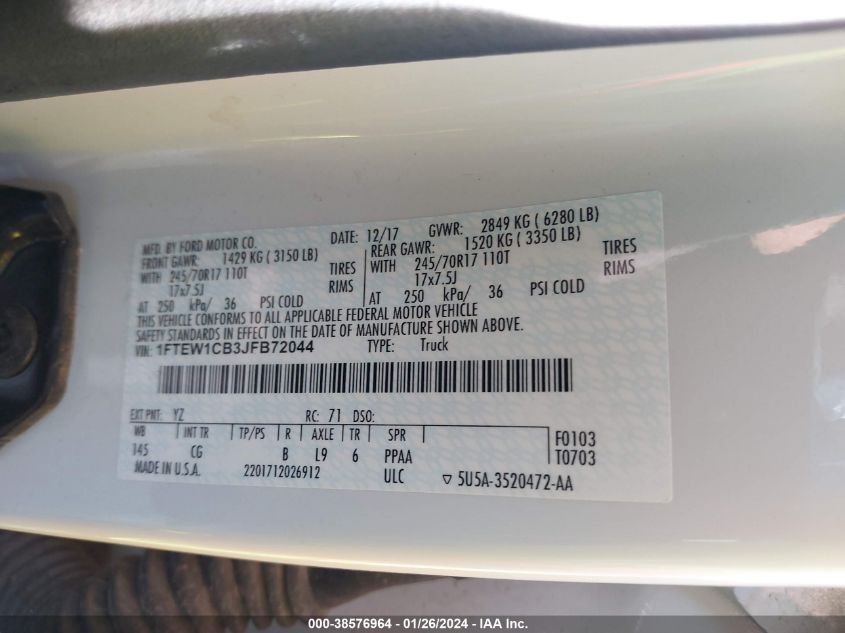 MFD. BY FORD MOTOR CO. DATE: 12/17 GVWR: 2849 KG ( 6280 LB)
FRONT GAWR: 1429 KG ( 3150 LB) REAR GAWR: 1520 KG ( 3350 LB)
WITH 245/70R17 110T TIRES WITH 245/70R17 110T TIRES
17x7.5J RIMS 17x7.5J RIMS
AT 250 kPa/ 36 PSI COLD AT 250 kPa/ 36 PSI COLD
THIS VEHICLE CONFORMS TO ALL APPLICABLE FEDERAL MOTOR VEHICLE
SAFETY STANDARDS IN EFFECT ON THE DATE OF MANUFACTURE SHOWN ABOVE.
VIN: 1FTEW1CB3JFB72044 TYPE: Truck
EXT PNT: YZ RC: 71 DSO:
WB INT TR TP/PS R AXLE TR SPR F0103
145 CG B L9 6 PPAA T0703
MADE IN U.S.A. 2201712026912 ULC ▽ 5U5A-3520472-AA
000-38576964 / 01/26/2024 - IAA Inc.